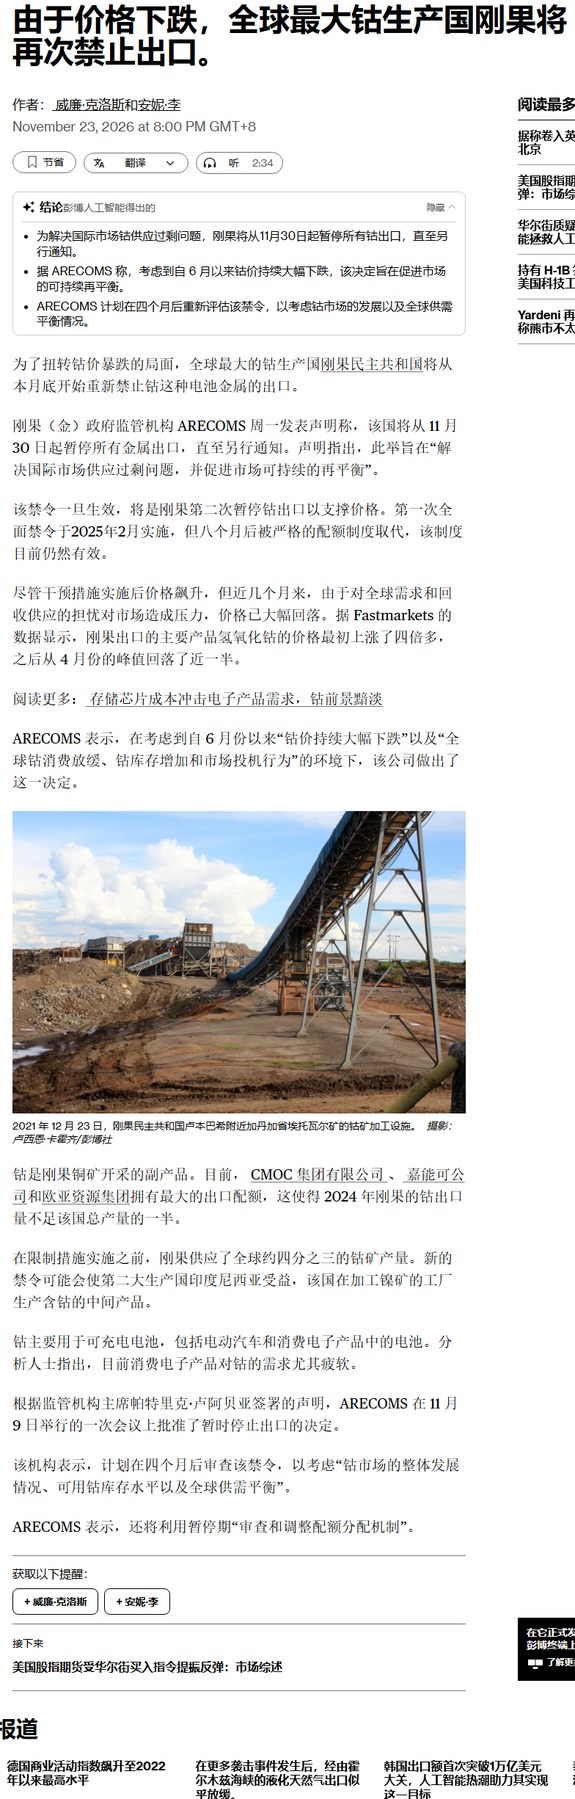 由于价格下跌，全球最大钴生产国刚果将
再次禁止出口。
作者： 威廉·克洛斯和安妮·李
November 23, 2026 at 8:00 PM GMT+8
节省
翻译
听 2:34
结论彭博人工智能得出的
隐藏
为解决国际市场钴供应过剩问题，刚果将从11月30日起暂停所有钴出口，直至另
行通知。
据 ARECOMS 称，考虑到自 6 月以来钴价持续大幅下跌，该决定旨在促进市场
的可持续再平衡。
ARECOMS 计划在四个月后重新评估该禁令，以考虑钴市场的发展以及全球供需
平衡情况。
为了扭转钴价暴跌的局面，全球最大的钴生产国刚果民主共和国将从
本月底开始重新禁止钴这种电池金属的出口。
刚果（金）政府监管机构 ARECOMS 周一发表声明称，该国将从 11 月
30 日起暂停所有金属出口，直至另行通知。声明指出，此举旨在“解
决国际市场供应过剩问题，并促进市场可持续的再平衡”。
该禁令一旦生效，将是刚果第二次暂停钴出口以支撑价格。第一次全
面禁令于2025年2月实施，但八个月后被严格的配额制度取代，该制度
目前仍然有效。
尽管干预措施实施后价格飙升，但近几个月来，由于对全球需求和回
收供应的担忧对市场造成压力，价格已大幅回落。据 Fastmarkets 的
数据显示，刚果出口的主要产品氢氧化钴的价格最初上涨了四倍多，
之后从 4 月份的峰值回落了近一半。
阅读更多： 存储芯片成本冲击电子产品需求，钴前景黯淡
ARECOMS 表示，在考虑到自 6 月份以来“钴价持续大幅下跌”以及“全
球钴消费放缓、钴库存增加和市场投机行为”的环境下，该公司做出了
这一决定。
2021 年 12 月 23 日，刚果民主共和国卢本巴希附近加丹加省埃托瓦尔矿的钴矿加工设施。 摄影：
卢西恩·卡霍齐/彭博社
钴是刚果铜矿开采的副产品。目前， CMOC 集团有限公司 、 嘉能可公
司和欧亚资源集团拥有最大的出口配额，这使得 2024 年刚果的钴出口
量不足该国总产量的一半。
在限制措施实施之前，刚果供应了全球约四分之三的钴矿产量。新的
禁令可能会使第二大生产国印度尼西亚受益，该国在加工镍矿的工厂
生产含钴的中间产品。
钴主要用于可充电电池，包括电动汽车和消费电子产品中的电池。分
析人士指出，目前消费电子产品对钴的需求尤其疲软。
根据监管机构主席帕特里克·卢阿贝亚签署的声明，ARECOMS 在 11 月
9 日举行的一次会议上批准了暂时停止出口的决定。
该机构表示，计划在四个月后审查该禁令，以考虑“钴市场的整体发展
情况、可用钴库存水平以及全球供需平衡”。
ARECOMS 表示，还将利用暂停期“审查和调整配额分配机制”。
获取以下提醒：
+ 威廉·克洛斯
+ 安妮·李
接下来
美国股指期货受华尔街买入指令提振反弹：市场综述
阅读最多
据称卷入英
北京
美国股指期
弹：市场综
华尔街质疑
能拯救人工
持有 H-1B
美国科技工
Yardeni 再
称熊市不太
在它正式发
彭博终端上
了解更
报道
德国商业活动指数飙升至2022
年以来最高水平
在更多袭击事件发生后，经由霍
尔木兹海峡的液化天然气出口似
乎放缓。
韩国出口额首次突破1万亿美元
大关，人工智能热潮助力其实现
这一目标